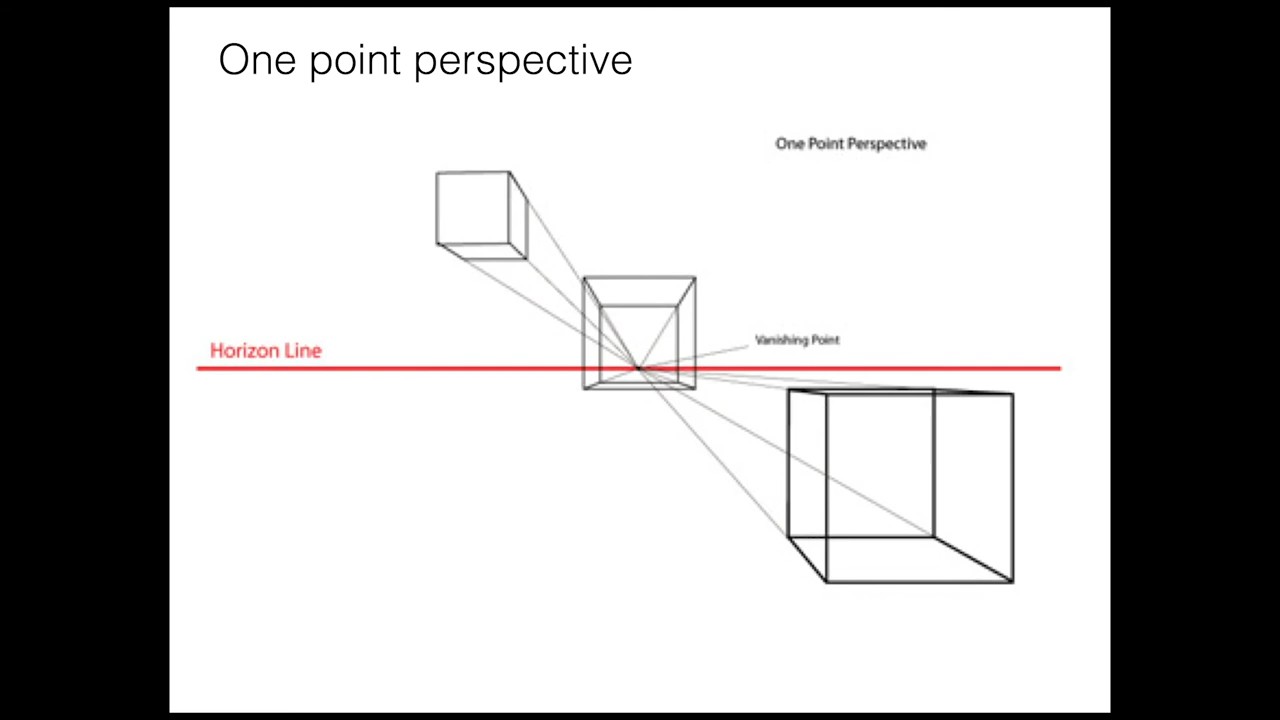 One point perspective
One Point Perspective
Vanishing Point
Horizon Line